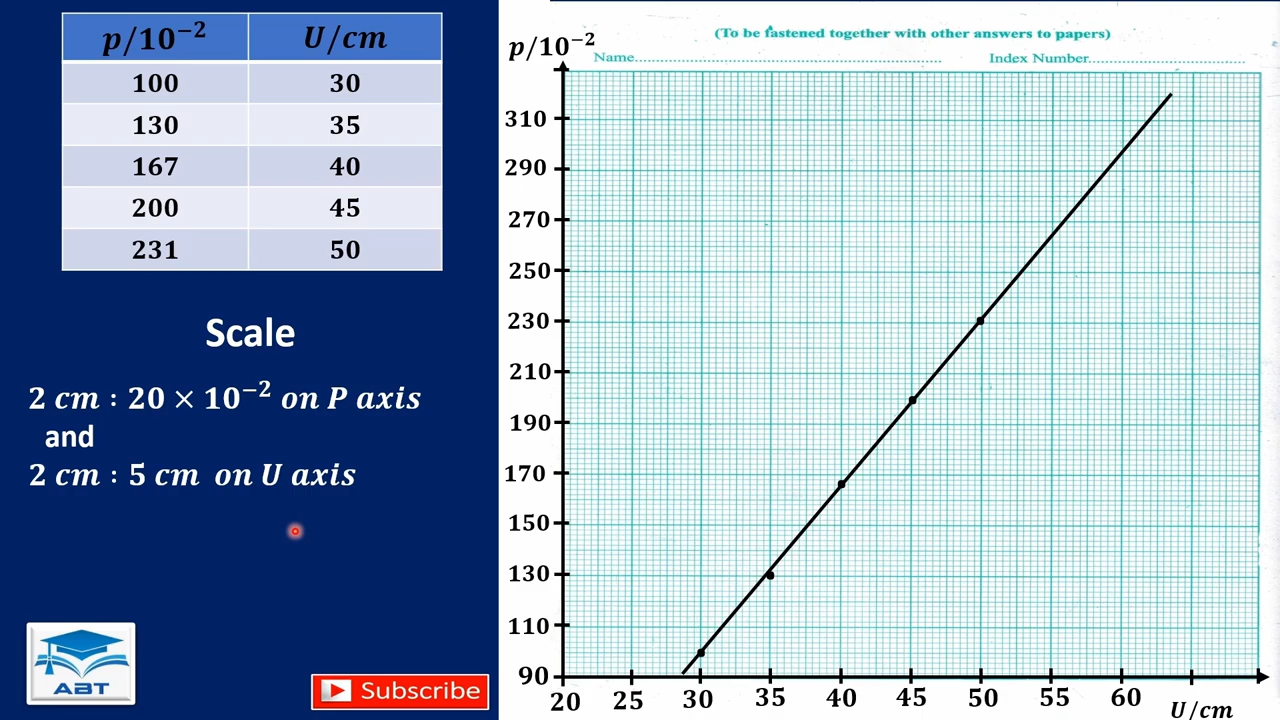 p/10⁻² U/cm
100 30
130 35
167 40
200 45
231 50
Scale
2 cm : 20 × 10⁻² on P axis
and
2 cm : 5 cm on U axis
ABT
Subscribe
(To be fastened together with other answers to papers)
p/10⁻²
Name
Index Number
310
290
270
250
230
210
190
170
150
130
110
90
20 25 30 35 40 45 50 55 60
U/cm